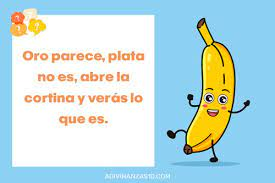 Oro parece, plata
no es, abre la
cortina y verás lo
que es.
ADIVINANZAS10.COM